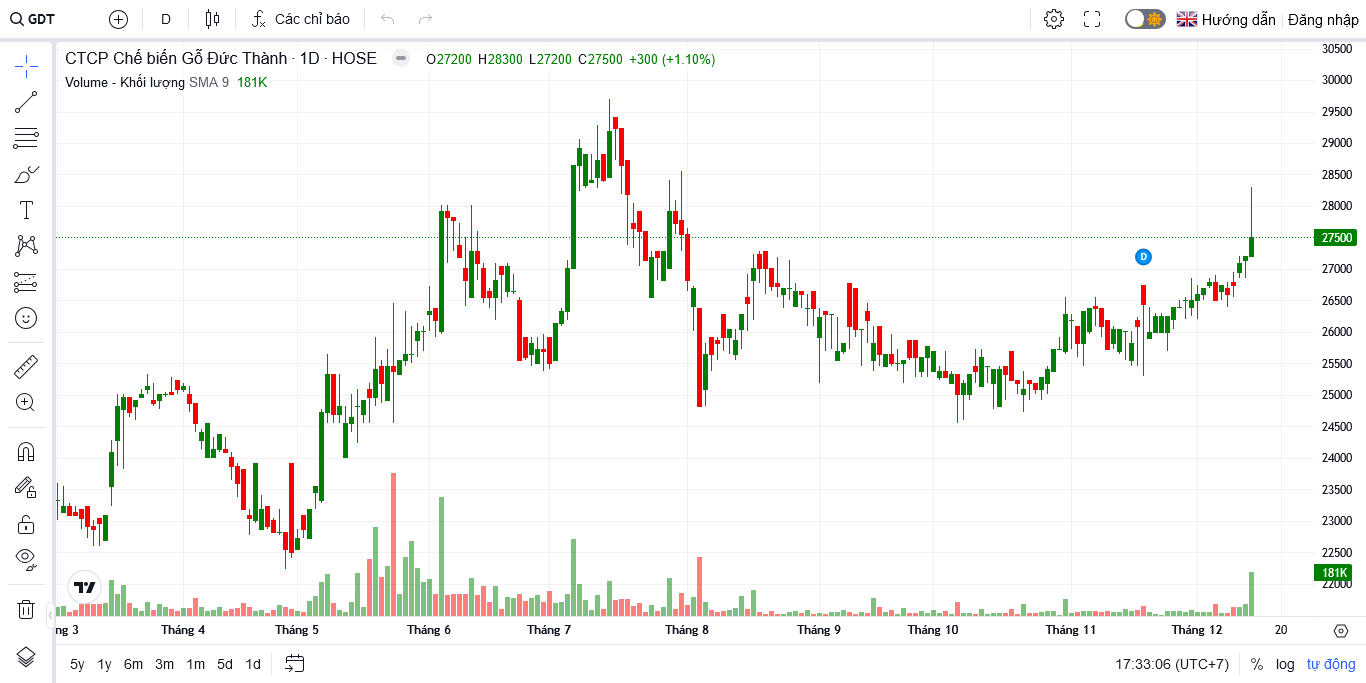 GDT
D
Các chỉ báo
Hướng dẫn
Đăng nhập
CTCP Chế biến Gỗ Đức Thành · 1D · HOSE O27200 H28300 L27200 C27500 +300 (+1.10%)
Volume - Khối lượng SMA 9 181K
30500
30000
29500
29000
28500
28000
27500
27000
26500
26000
25500
25000
24500
24000
23500
23000
22500
181K
22000
D
ng 3 Tháng 4 Tháng 5 Tháng 6 Tháng 7 Tháng 8 Tháng 9 Tháng 10 Tháng 11 Tháng 12 20
5y 1y 6m 3m 1m 5d 1d 17:33:06 (UTC+7) % log tự động